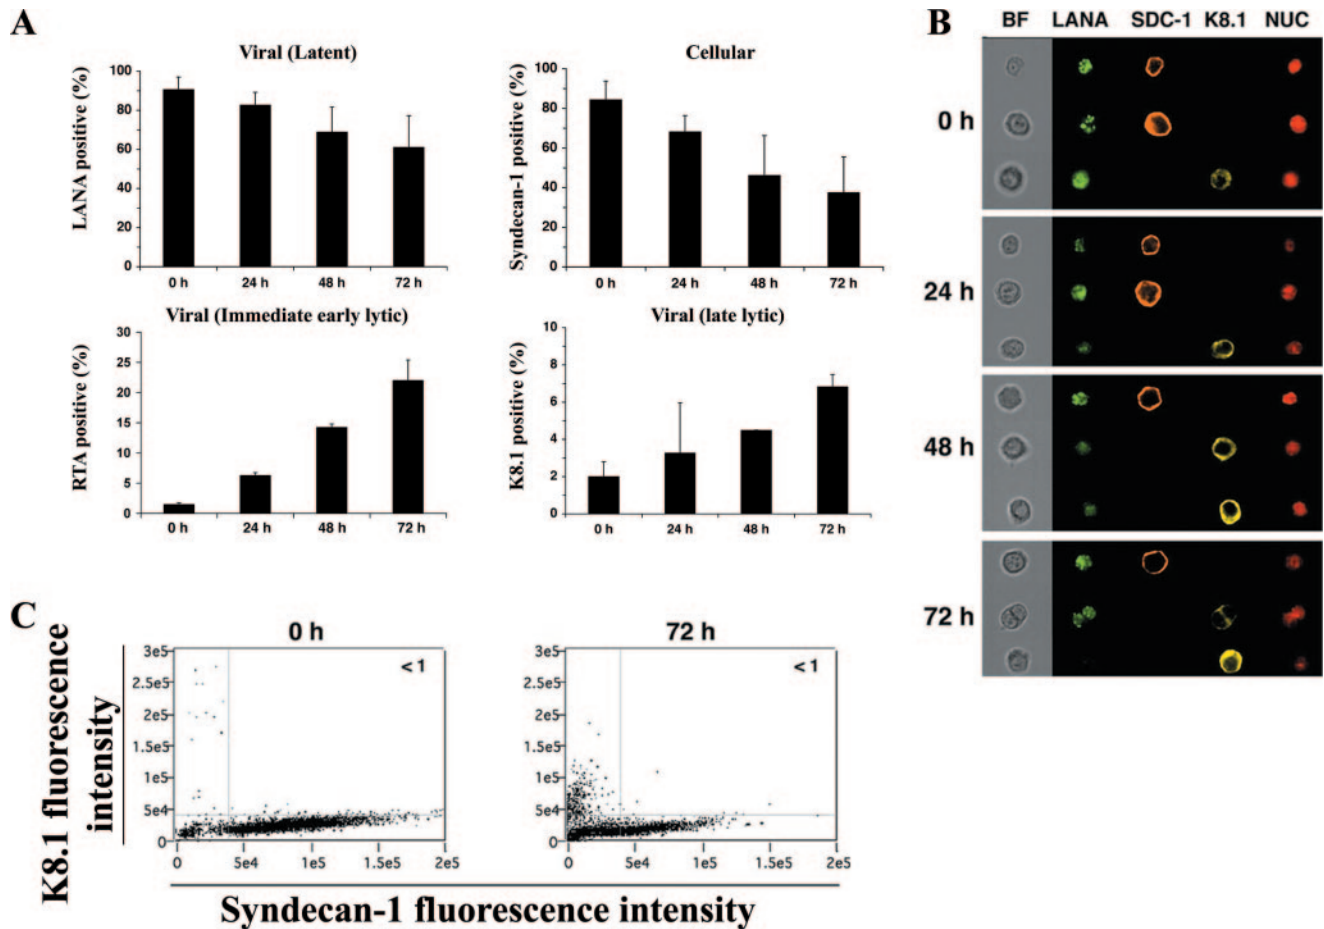 A
Viral (Latent)
LANA positive (%)
100
80
60
40
20
0
0 h 24 h 48 h 72 h
Cellular
Syndecan-1 positive (%)
100
80
60
40
20
0
0 h 24 h 48 h 72 h
Viral (Immediate early lytic)
RTA positive (%)
30
25
20
15
10
5
0
0 h 24 h 48 h 72 h
Viral (late lytic)
K8.1 positive (%)
10
8
6
4
2
0
0 h 24 h 48 h 72 h
B
BF LANA SDC-1 K8.1 NUC
0 h
24 h
48 h
72 h
C
K8.1 fluorescence
intensity
0 h
< 1
3e5
2.5e5
2e5
1.5e5
1e5
5e4
0
0 5e4 1e5 1.5e5 2e5
72 h
< 1
3e5
2.5e5
2e5
1.5e5
1e5
5e4
0
0 5e4 1e5 1.5e5 2e5
Syndecan-1 fluorescence intensity